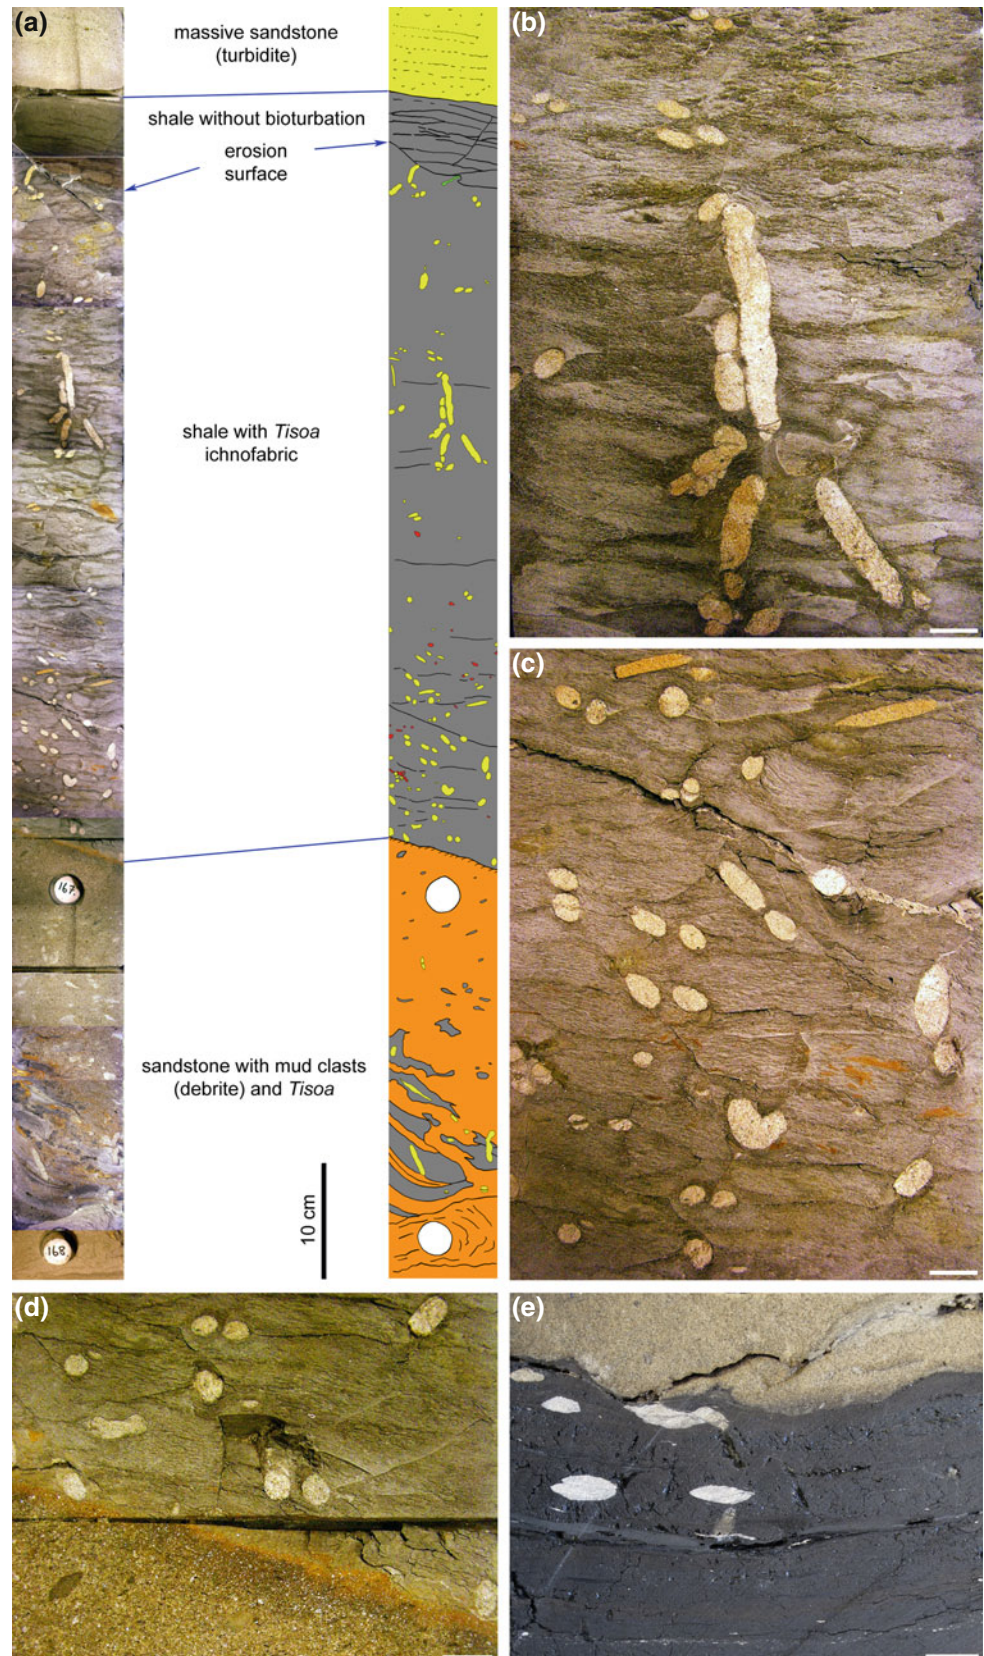 (a)
massive sandstone
(turbidite)
shale without bioturbation
erosion
surface
shale with Tisoa
ichnofabric
167.
sandstone with mud clasts
(debrite) and Tisoa
10 cm
168
(b)
(c)
(d)
(e)